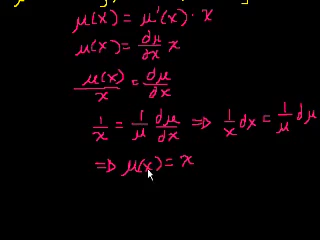 μ(x) = μ'(x) · x
μ(x) = dμ/dx x
μ(x)/x = dμ/dx
1/x = 1/μ dμ/dx ⇒ 1/x dx = 1/μ dμ
⇒ μ(x) = x